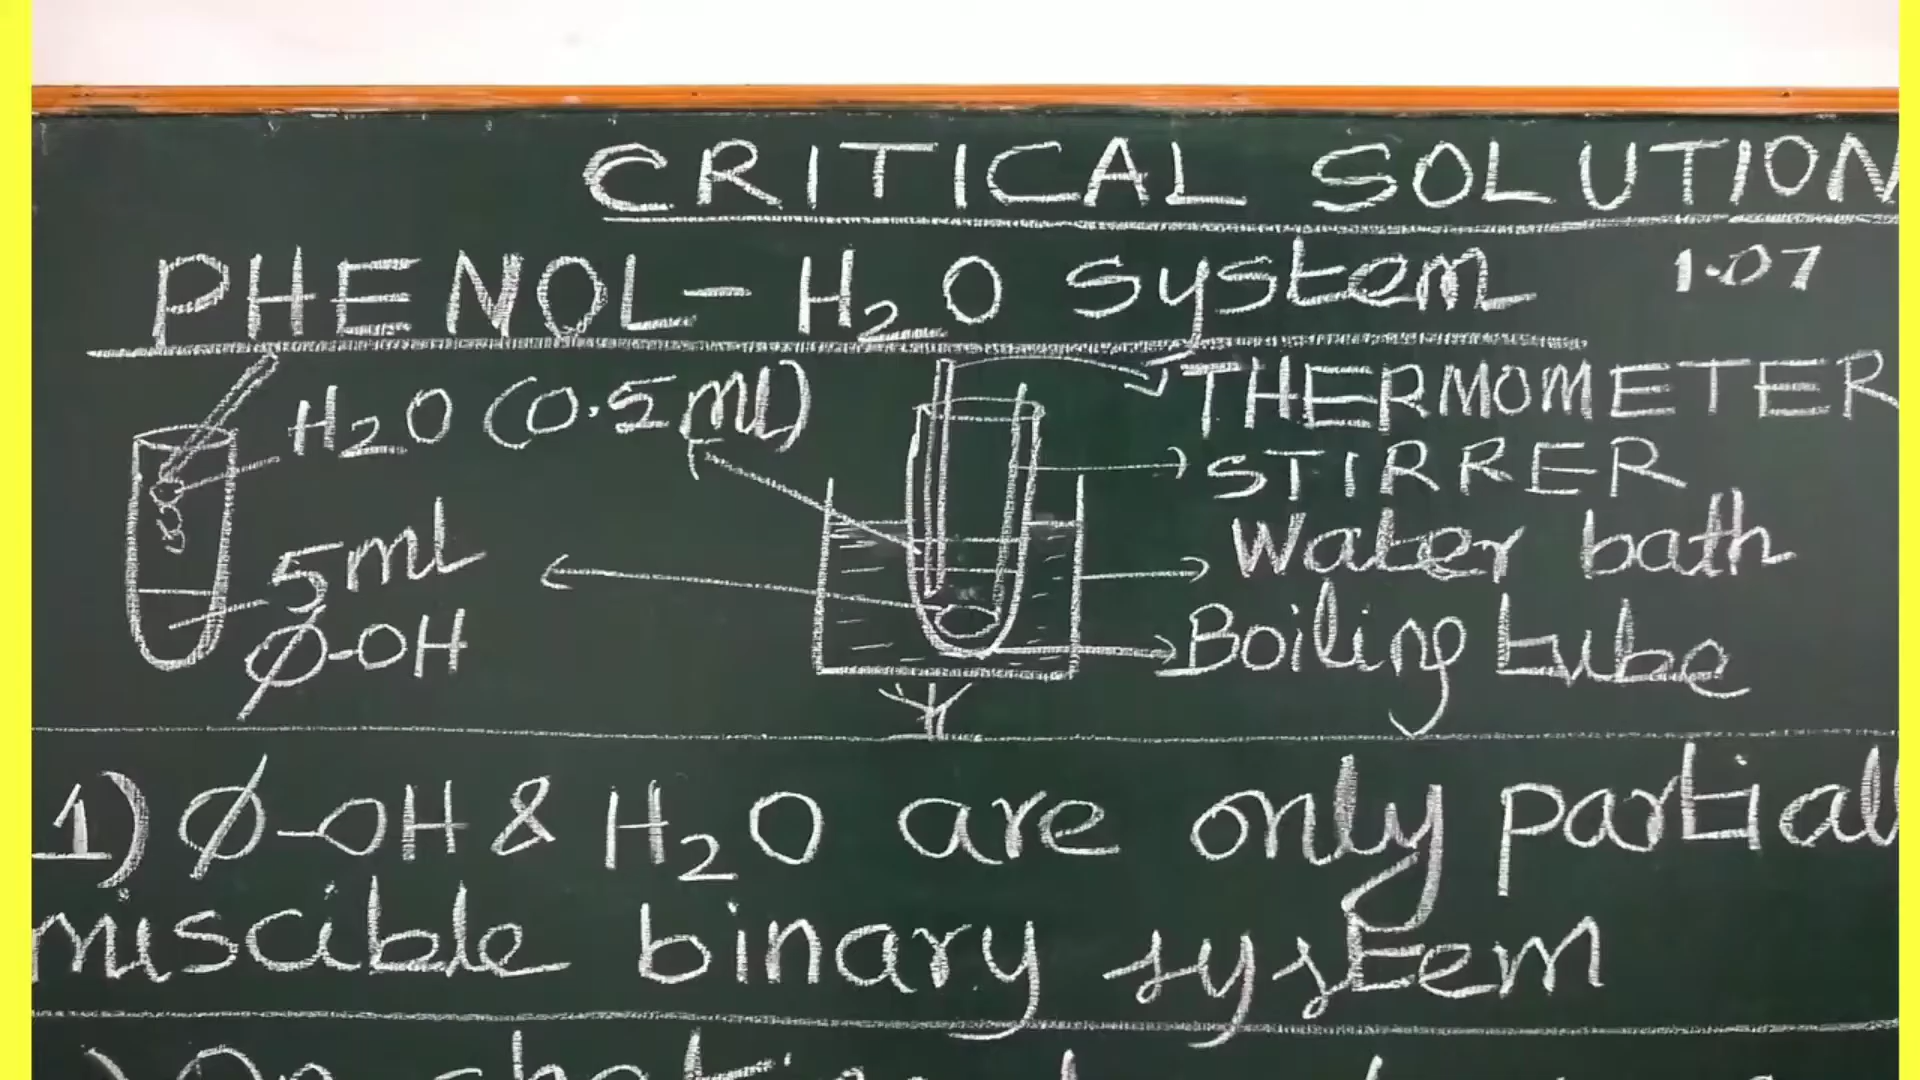 CRITICAL SOLUTION
PHENOL- H₂O system 1.07
H₂O (0.5ml)
THERMOMETER
STIRRER
5ml
Water bath
Ø-OH
Boiling tube
1) Ø-OH & H₂O are only partial
miscible binary system